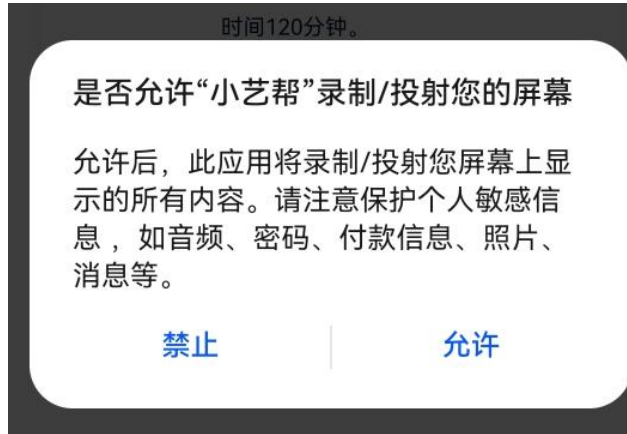 时间120分钟。
是否允许“小艺帮”录制/投射您的屏幕
允许后，此应用将录制/投射您屏幕上显
示的所有内容。请注意保护个人敏感信
息，如音频、密码、付款信息、照片、
消息等。
禁止
允许